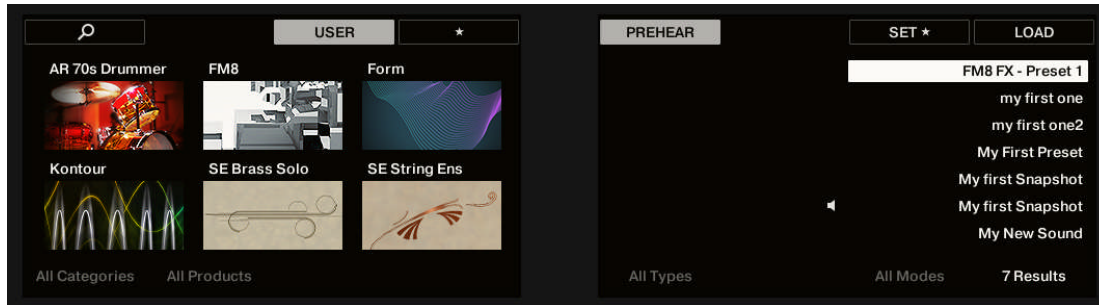 USER ★
AR 70s Drummer FM8 Form
Kontour SE Brass Solo SE String Ens
All Categories All Products
PREHEAR SET ★ LOAD
FM8 FX - Preset 1
my first one
my first one2
My First Preset
My first Snapshot
My first Snapshot
My New Sound
All Types All Modes 7 Results